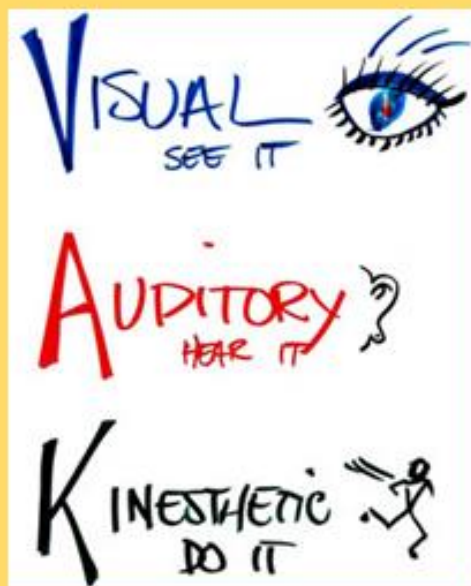 VISUAL
SEE IT
AUDITORY
HEAR IT
KINESTHETIC
DO IT